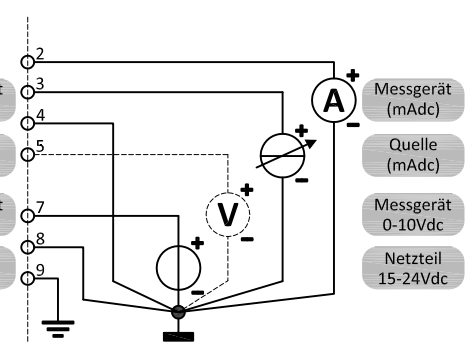 2
3
4
5
7
8
9
A
V
+
−
+
−
+
−
+
−
Messgerät
(mAdc)
Quelle
(mAdc)
Messgerät
0-10Vdc
Netzteil
15-24Vdc